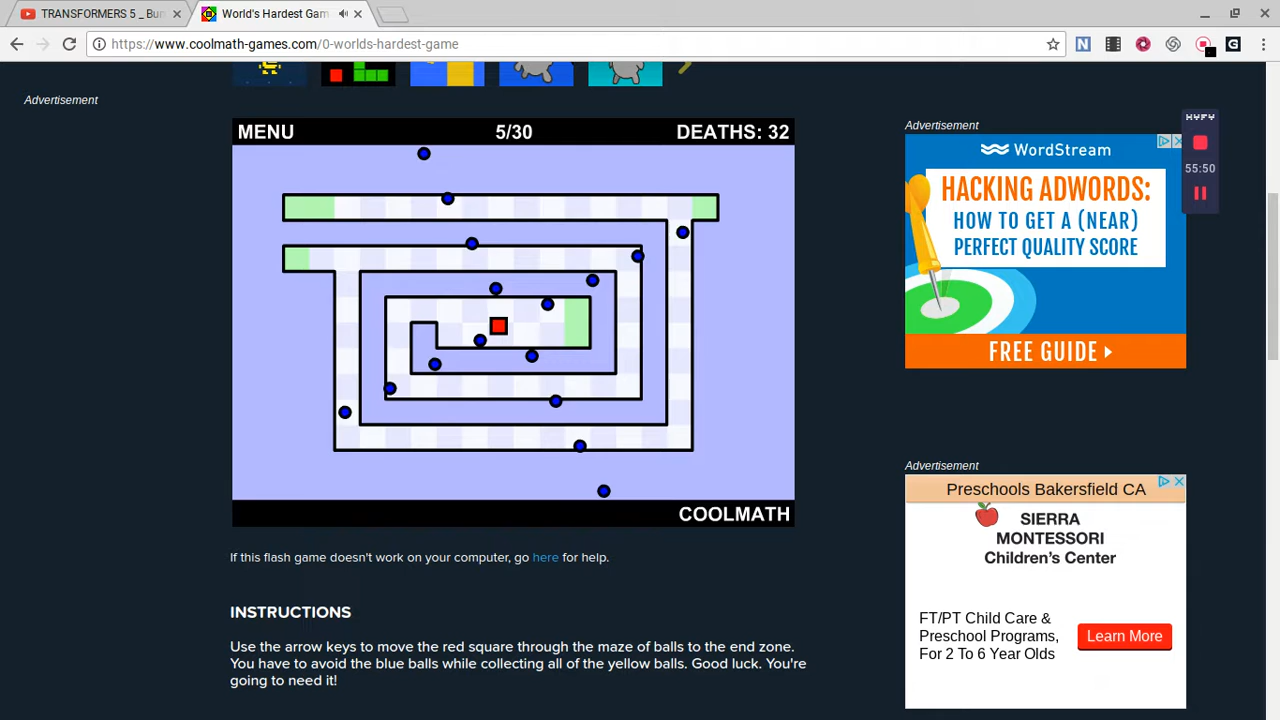 TRANSFORMERS 5 _ Bum
World's Hardest Gam
https://www.coolmath-games.com/0-worlds-hardest-game
Advertisement
MENU 5/30 DEATHS: 32
COOLMATH
Advertisement
WordStream
HACKING ADWORDS:
HOW TO GET A (NEAR)
PERFECT QUALITY SCORE
FREE GUIDE
HYFY
55:50
If this flash game doesn't work on your computer, go here for help.
INSTRUCTIONS
Use the arrow keys to move the red square through the maze of balls to the end zone.
You have to avoid the blue balls while collecting all of the yellow balls. Good luck. You're
going to need it!
Advertisement
Preschools Bakersfield CA
SIERRA
MONTESSORI
Children's Center
FT/PT Child Care &
Preschool Programs,
For 2 To 6 Year Olds
Learn More